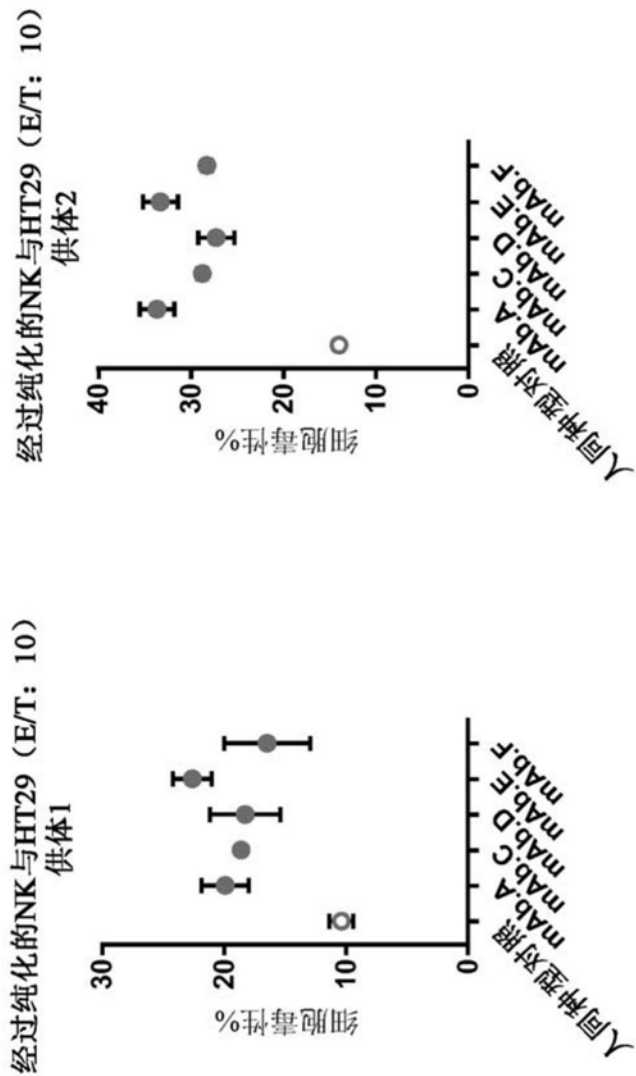 经过纯化的NK与HT29（E/T：10）
供体1
细胞毒性%
30
20
10
0
人同种型对照
mAb.A
mAb.C
mAb.D
mAb.E
mAb.F
经过纯化的NK与HT29（E/T：10）
供体2
细胞毒性%
40
30
20
10
0
人同种型对照
mAb.A
mAb.C
mAb.D
mAb.E
mAb.F